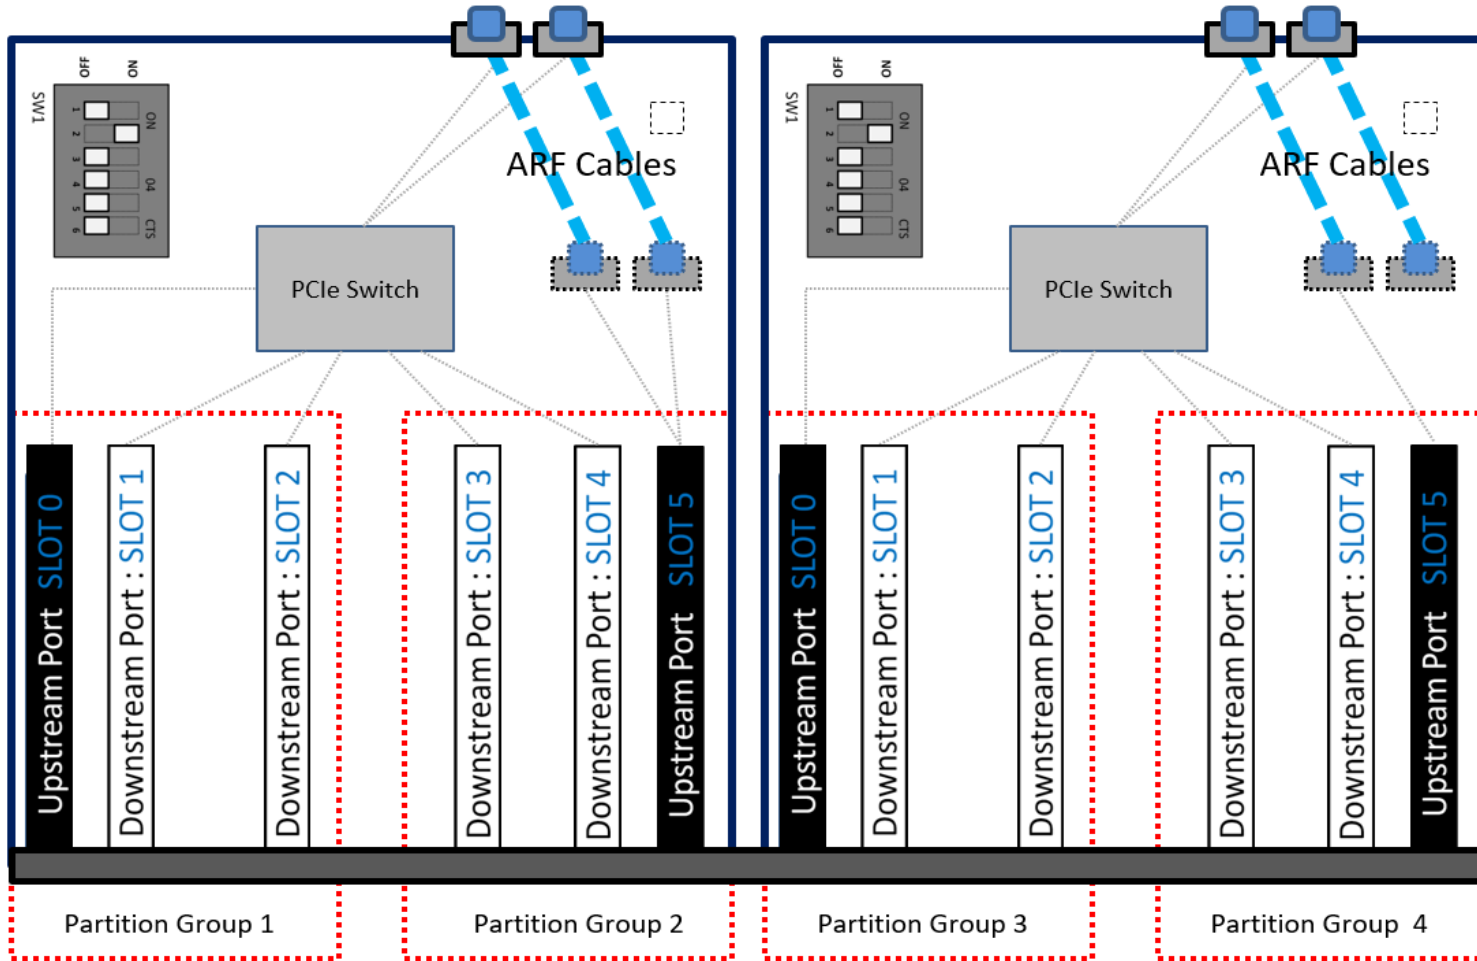 OFF ON
SW1
ON
1
2
3
4
5
6
04
CTS
ARF Cables
PCIe Switch
Upstream Port SLOT 0
Downstream Port : SLOT 1
Downstream Port : SLOT 2
Downstream Port : SLOT 3
Downstream Port : SLOT 4
Upstream Port SLOT 5
Partition Group 1
Partition Group 2
OFF ON
SW1
ON
1
2
3
4
5
6
04
CTS
ARF Cables
PCIe Switch
Upstream Port SLOT 0
Downstream Port : SLOT 1
Downstream Port : SLOT 2
Downstream Port : SLOT 3
Downstream Port : SLOT 4
Upstream Port SLOT 5
Partition Group 3
Partition Group 4